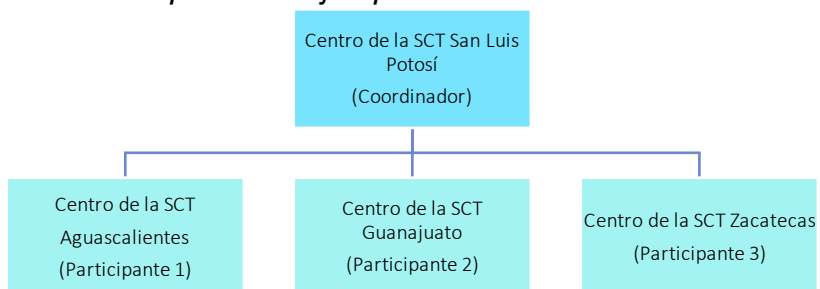 Centro de la SCT San Luis
Potosí
(Coordinador)
Centro de la SCT
Aguascalientes
(Participante 1)
Centro de la SCT
Guanajuato
(Participante 2)
Centro de la SCT Zacatecas
(Participante 3)